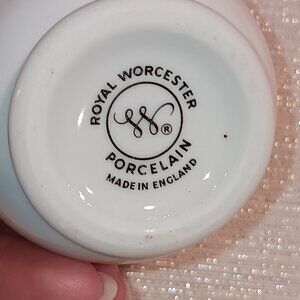 ROYAL WORCESTER
W®
PORCELAIN
MADE IN ENGLAND